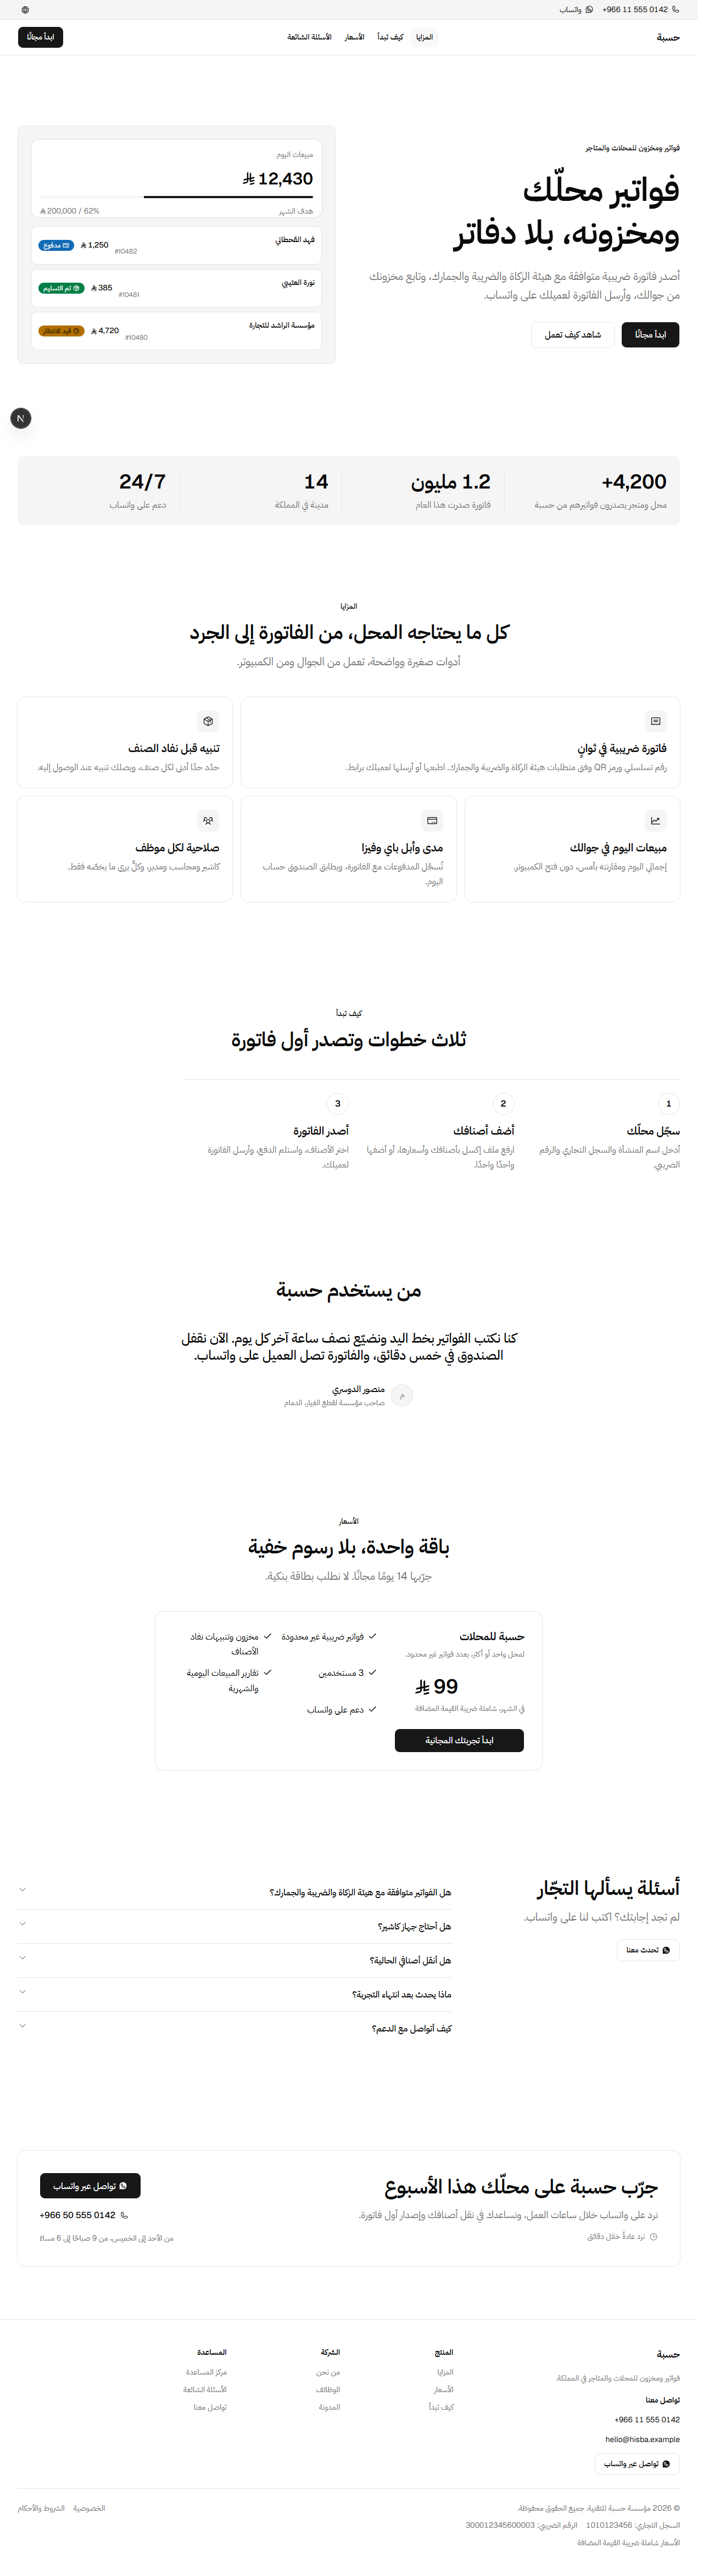 +966 11 555 0142
واتساب
حسبة
المزايا
كيف تبدأ
الأسعار
الأسئلة الشائعة
ابدأ مجانًا
فواتير ومخزون للمحلات والمتاجر
فواتير محلّك
ومخزونه، بلا دفاتر
أصدر فاتورة ضريبية متوافقة مع هيئة الزكاة والضريبة والجمارك، وتابع مخزونك
من جوالك، وأرسل الفاتورة لعميلك على واتساب.
ابدأ مجانًا
شاهد كيف تعمل
مبيعات اليوم
12,430
هدف الشهر
62% / 200,000
فهد القحطاني
#10482
1,250
مدفوع
نورة العتيبي
#10481
385
تم التسليم
مؤسسة الراشد للتجارة
#10480
4,720
قيد الانتظار
+4,200
محل ومتجر يصدرون فواتيرهم من حسبة
1.2 مليون
فاتورة صدرت هذا العام
14
مدينة في المملكة
24/7
دعم على واتساب
المزايا
كل ما يحتاجه المحل، من الفاتورة إلى الجرد
أدوات صغيرة وواضحة، تعمل من الجوال ومن الكمبيوتر.
فاتورة ضريبية في ثوانٍ
رقم تسلسلي ورمز QR وفق متطلبات هيئة الزكاة والضريبة والجمارك. اطبعها أو أرسلها لعميلك برابط.
تنبيه قبل نفاد الصنف
حدّد حدًا أدنى لكل صنف، ويصلك تنبيه عند الوصول إليه.
مبيعات اليوم في جوالك
إجمالي اليوم ومقارنته بأمس، دون فتح الكمبيوتر.
مدى وأبل باي وفيزا
تُسجَّل المدفوعات مع الفاتورة، ويطابق الصندوق حساب
اليوم.
صلاحية لكل موظف
كاشير ومحاسب ومدير، وكلٌّ يرى ما يخصّه فقط.
كيف تبدأ
ثلاث خطوات وتصدر أول فاتورة
1
سجّل محلّك
أدخل اسم المنشأة والسجل التجاري والرقم
الضريبي.
2
أضف أصنافك
ارفع ملف إكسل بأصنافك وأسعارها، أو أضفها
واحدًا واحدًا.
3
أصدر الفاتورة
اختر الأصناف، واستلم الدفع، وأرسل الفاتورة
لعميلك.
من يستخدم حسبة
كنا نكتب الفواتير بخط اليد ونضيّع نصف ساعة آخر كل يوم. الآن نقفل
الصندوق في خمس دقائق، والفاتورة تصل العميل على واتساب.
م
منصور الدوسري
صاحب مؤسسة لقطع الغيار، الدمام
الأسعار
باقة واحدة، بلا رسوم خفية
جرّبها 14 يومًا مجانًا. لا نطلب بطاقة بنكية.
حسبة للمحلات
لمحل واحد أو أكثر، بعدد فواتير غير محدود.
99
في الشهر، شاملة ضريبة القيمة المضافة
ابدأ تجربتك المجانية
فواتير ضريبية غير محدودة
مخزون وتنبيهات نفاد
الأصناف
3 مستخدمين
تقارير المبيعات اليومية
والشهرية
دعم على واتساب
أسئلة يسألها التجّار
لم تجد إجابتك؟ اكتب لنا على واتساب.
تحدث معنا
هل الفواتير متوافقة مع هيئة الزكاة والضريبة والجمارك؟
هل أحتاج جهاز كاشير؟
هل أنقل أصنافي الحالية؟
ماذا يحدث بعد انتهاء التجربة؟
كيف أتواصل مع الدعم؟
جرّب حسبة على محلّك هذا الأسبوع
نرد على واتساب خلال ساعات العمل، ونساعدك في نقل أصنافك وإصدار أول فاتورة.
نرد عادةً خلال دقائق
تواصل عبر واتساب
+966 50 555 0142
من الأحد إلى الخميس، من 9 صباحًا إلى 6 مساءً
حسبة
فواتير ومخزون للمحلات والمتاجر في المملكة.
تواصل معنا
+966 11 555 0142
hello@hisba.example
تواصل عبر واتساب
المنتج
المزايا
الأسعار
كيف تبدأ
الشركة
من نحن
الوظائف
المدونة
المساعدة
مركز المساعدة
الأسئلة الشائعة
تواصل معنا
© 2026 مؤسسة حسبة للتقنية. جميع الحقوق محفوظة.
السجل التجاري: 1010123456 الرقم الضريبي: 300012345600003
الأسعار شاملة ضريبة القيمة المضافة
الخصوصية
الشروط والأحكام